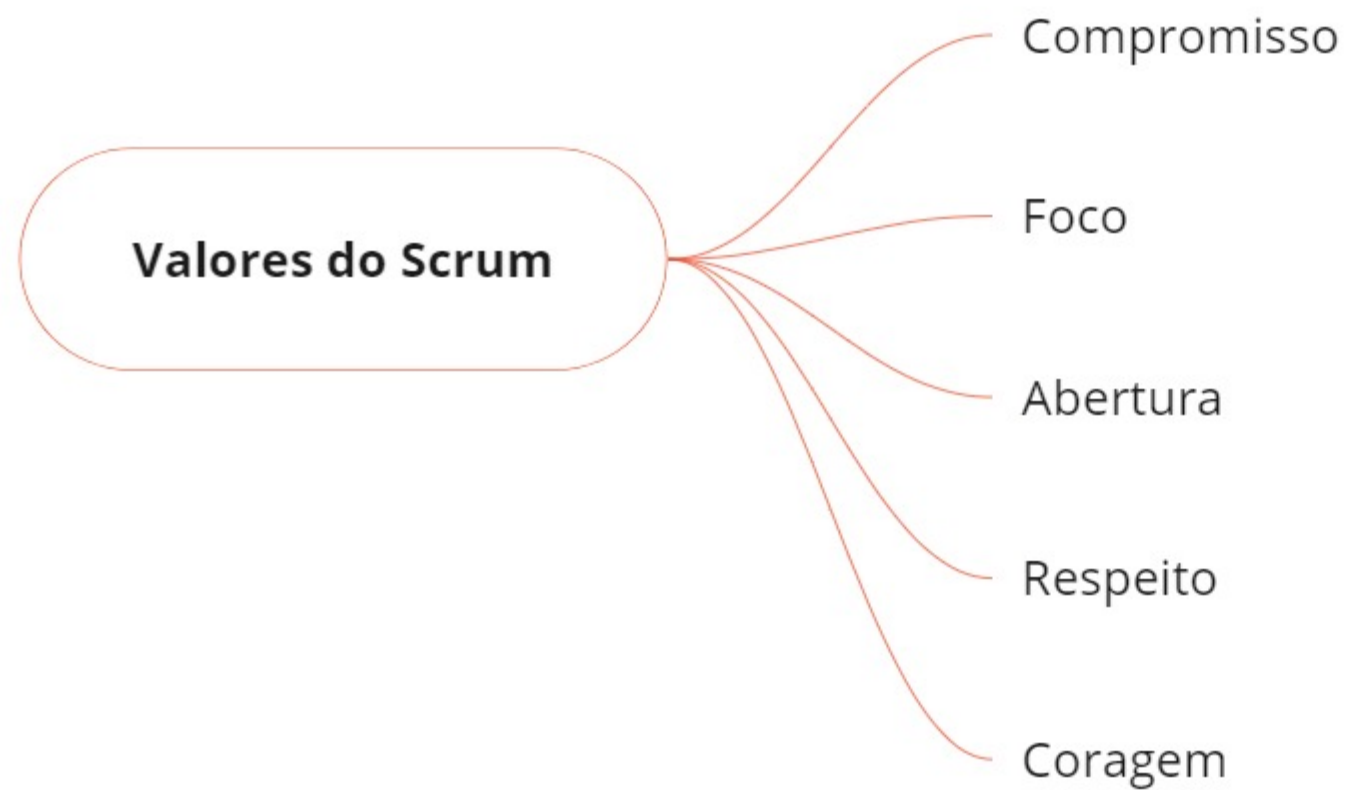 Valores do Scrum
Compromisso
Foco
Abertura
Respeito
Coragem